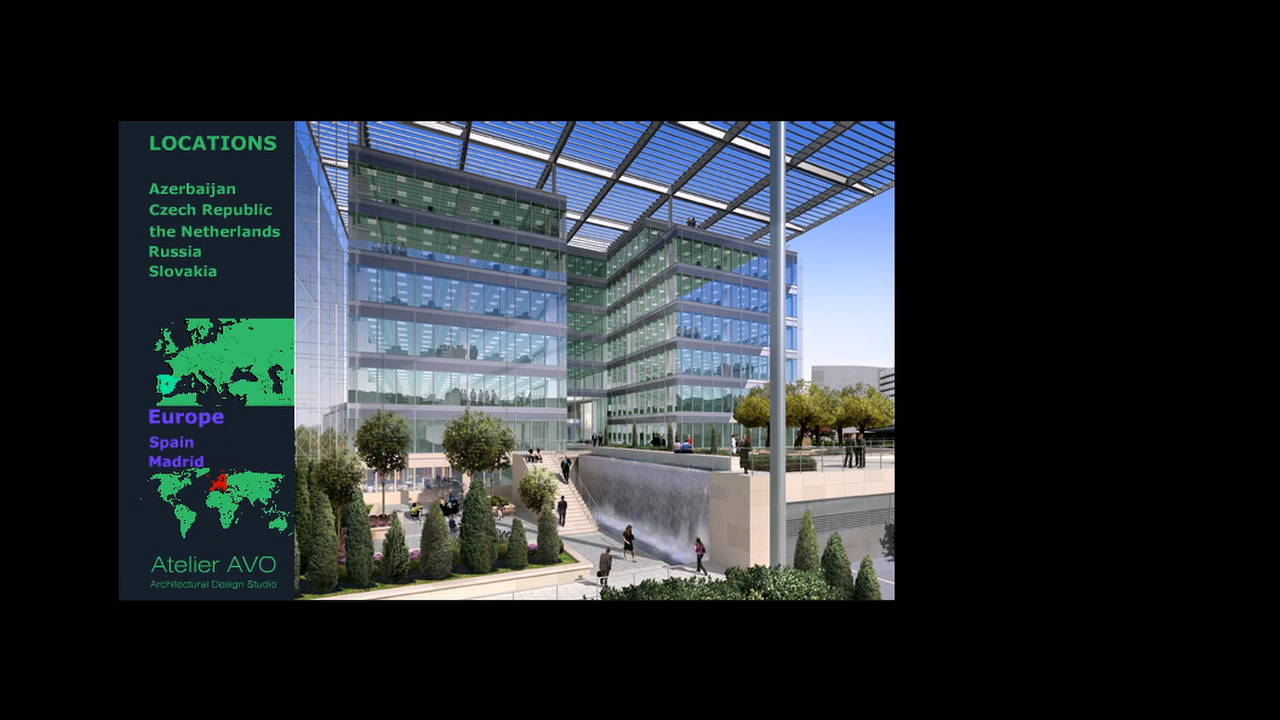 LOCATIONS
Azerbaijan
Czech Republic
the Netherlands
Russia
Slovakia
Europe
Spain
Madrid
Atelier AVO
Architectural Design Studio